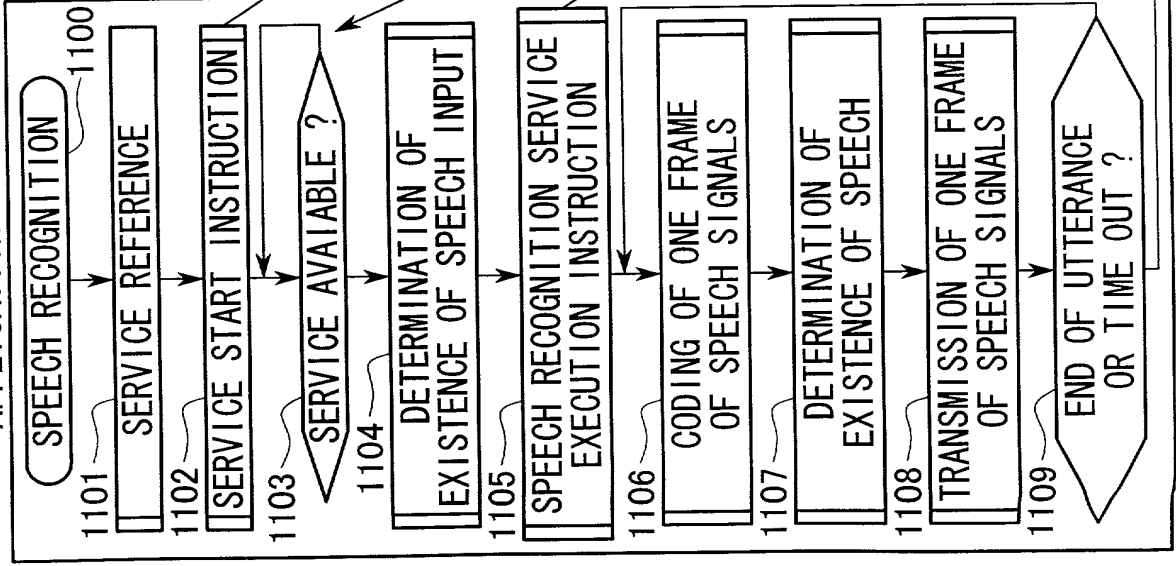 SPEECH RECOGNITION
1100
1101
SERVICE REFERENCE
1102
SERVICE START INSTRUCTION
1103
SERVICE AVAIABLE ?
1104
DETERMINATION OF
EXISTENCE OF SPEECH INPUT
1105
SPEECH RECOGNITION SERVICE
EXECUTION INSTRUCTION
1106
CODING OF ONE FRAME
OF SPEECH SIGNALS
1107
DETERMINATION OF
EXISTENCE OF SPEECH
1108
TRANSMISSION OF ONE FRAME
OF SPEECH SIGNALS
1109
END OF UTTERANCE
OR TIME OUT ?